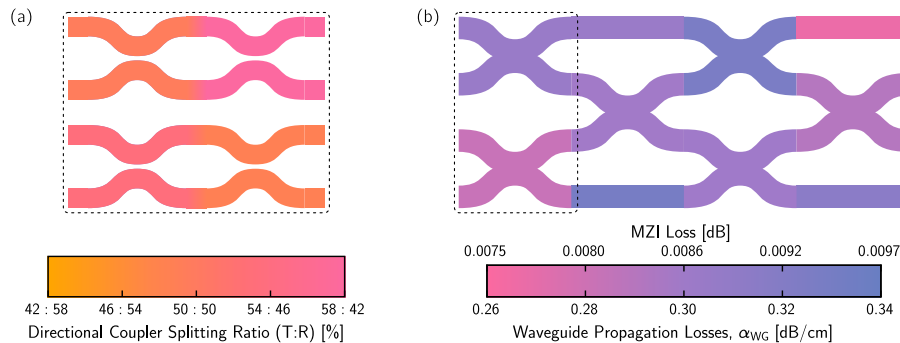 (a)
(b)
42 : 58 46 : 54 50 : 50 54 : 46 58 : 42
Directional Coupler Splitting Ratio (T:R) [%]
MZI Loss [dB]
0.0075 0.0080 0.0086 0.0092 0.0097
0.26 0.28 0.30 0.32 0.34
Waveguide Propagation Losses, α_WG [dB/cm]